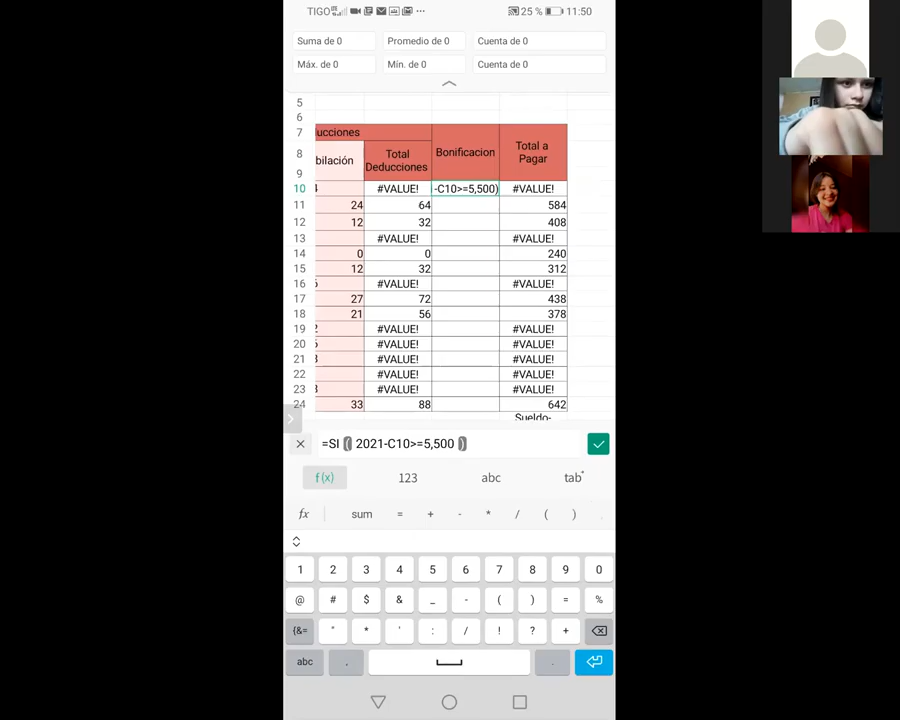 TIGO 25 % 11:50
Suma de 0 Promedio de 0 Cuenta de 0
Máx. de 0 Mín. de 0 Cuenta de 0
5
6
7 ducciones
8 bilación Total Deducciones Bonificacion Total a Pagar
9
10 4 #VALUE! -C10>=5,500) #VALUE!
11 24 64 584
12 12 32 408
13 #VALUE! #VALUE!
14 0 0 240
15 12 32 312
16 #VALUE! #VALUE!
17 27 72 438
18 21 56 378
19 2 #VALUE! #VALUE!
20 #VALUE! #VALUE!
21 #VALUE! #VALUE!
22 #VALUE! #VALUE!
23 #VALUE! #VALUE!
24 33 88 642
Sueldo-
=SI ( 2021-C10>=5,500 )
f(x) 123 abc tab
fx sum = + - * / ( )
1 2 3 4 5 6 7 8 9 0
@ # $ & _ - ( ) = %
{&= " * ' : / ! ? +
abc , .